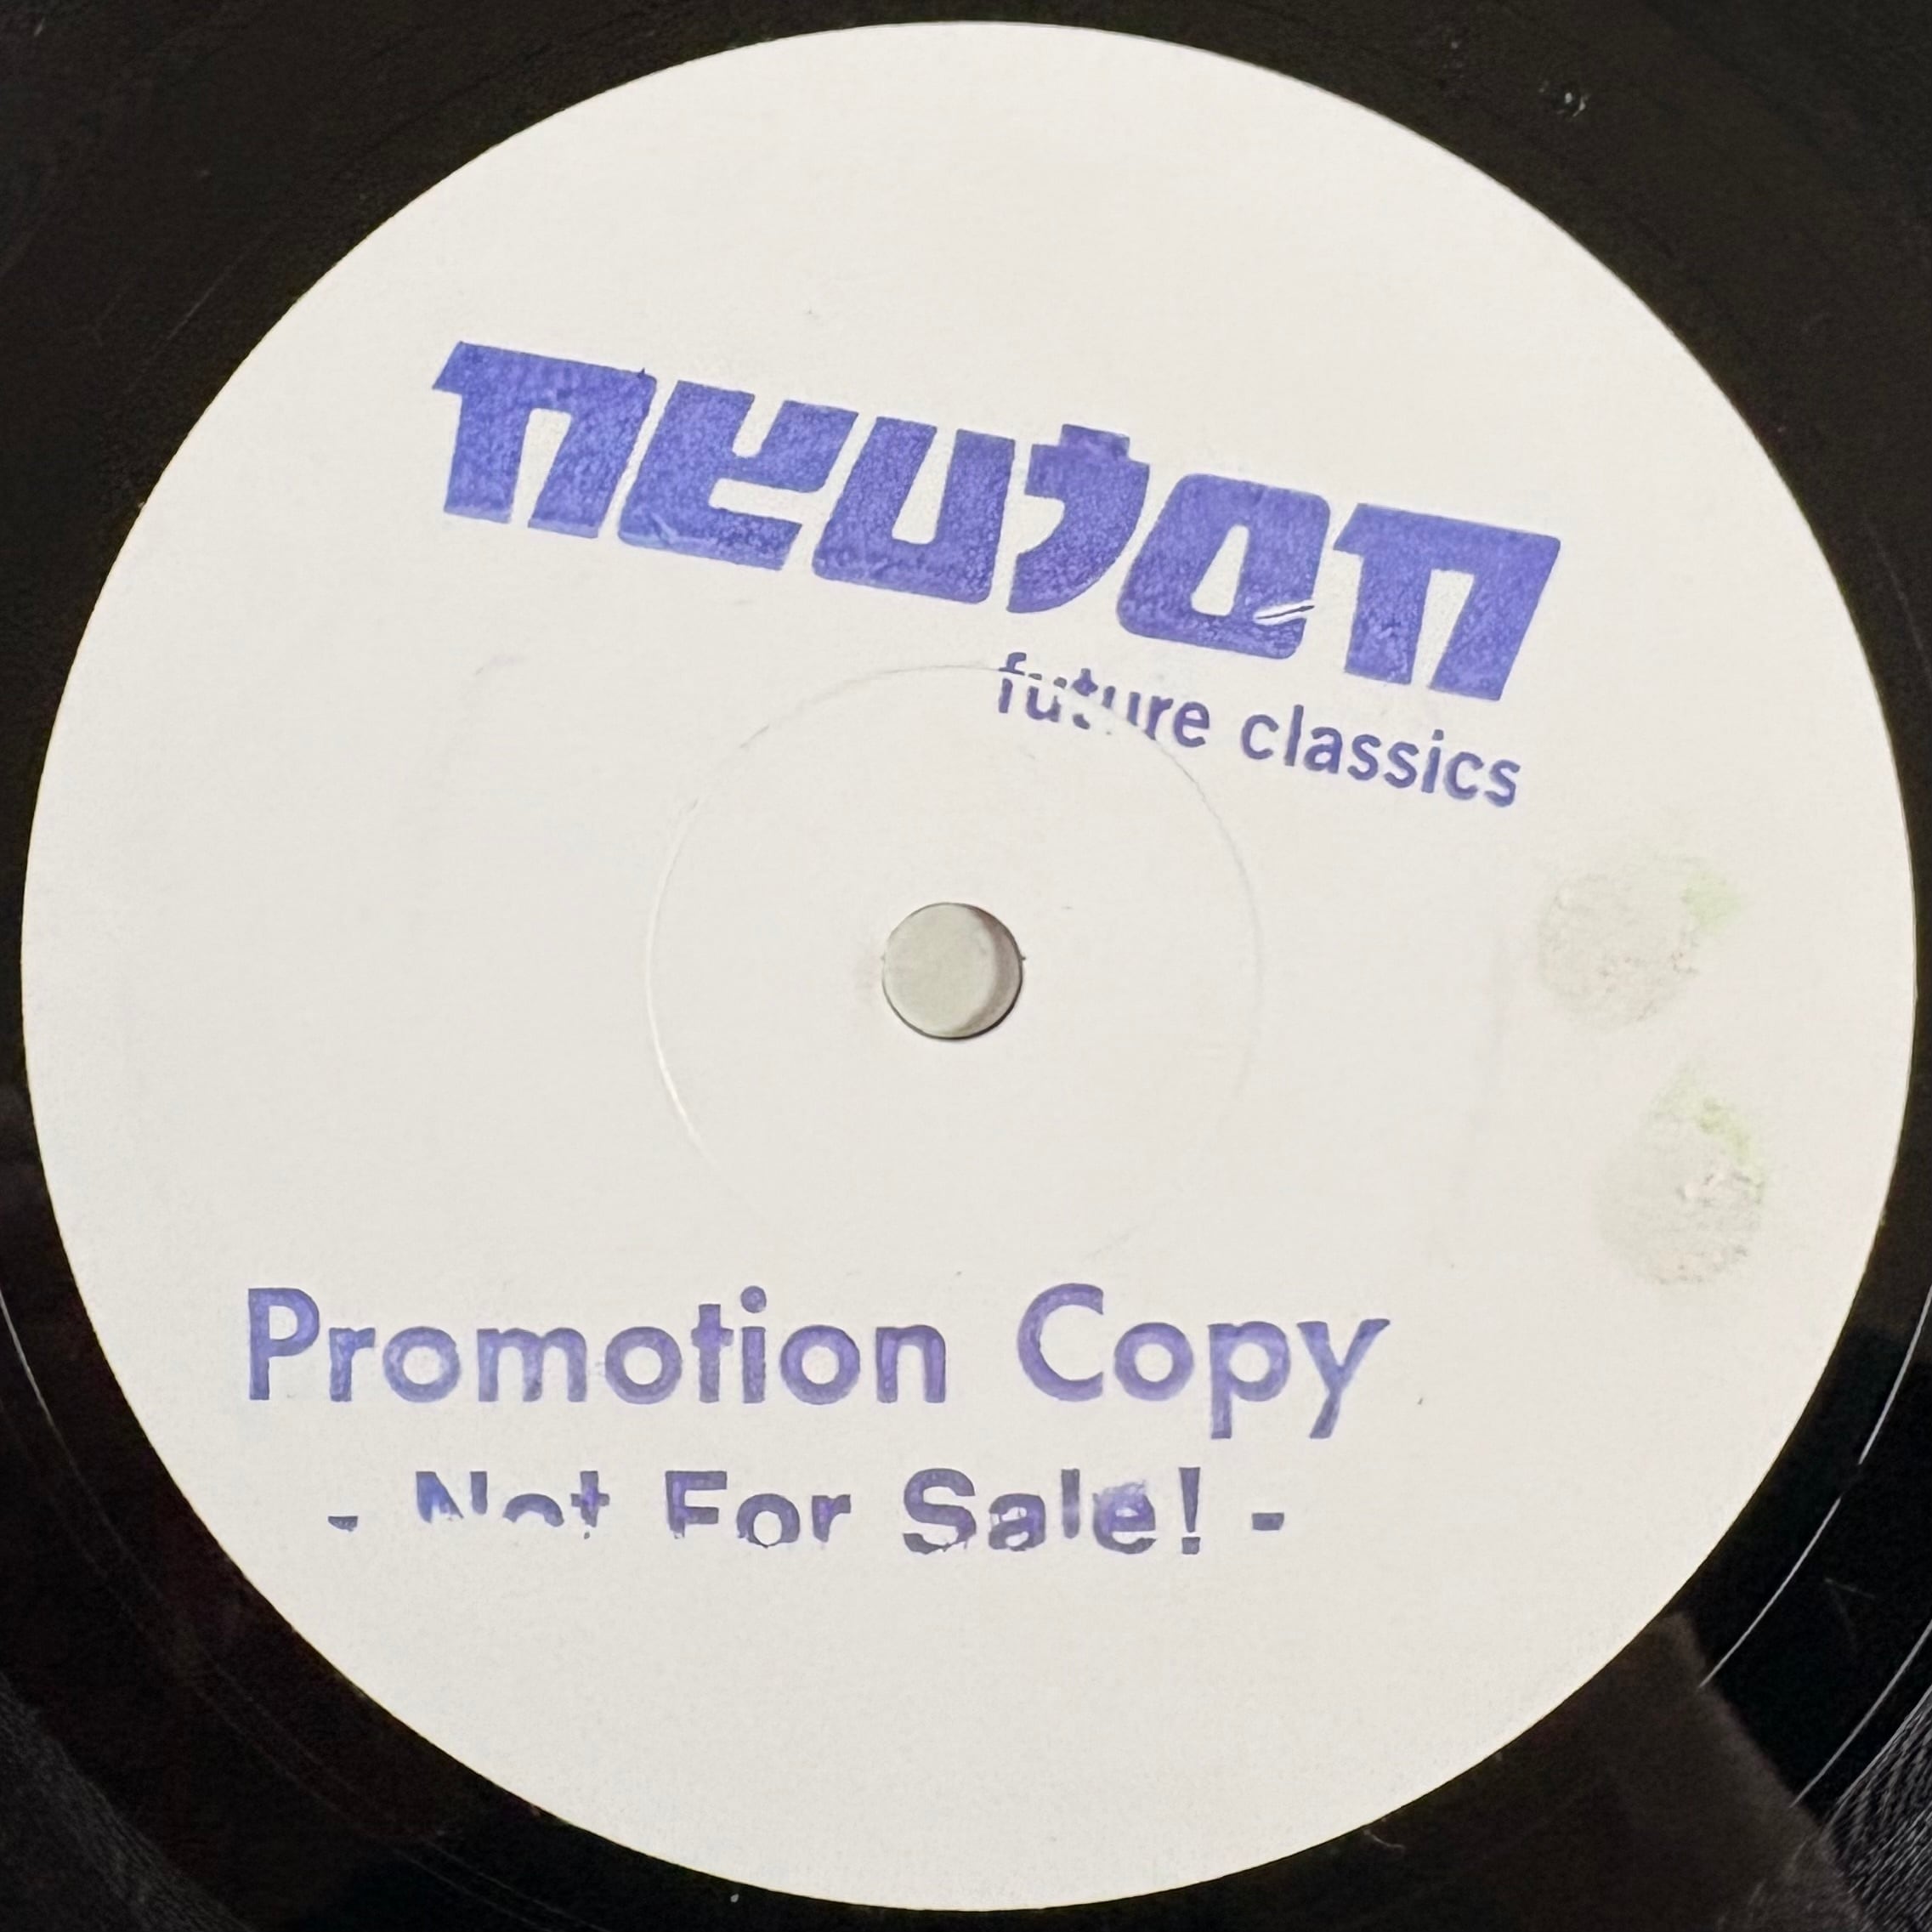 neuton
future classics
Promotion Copy
- Not For Sale! -